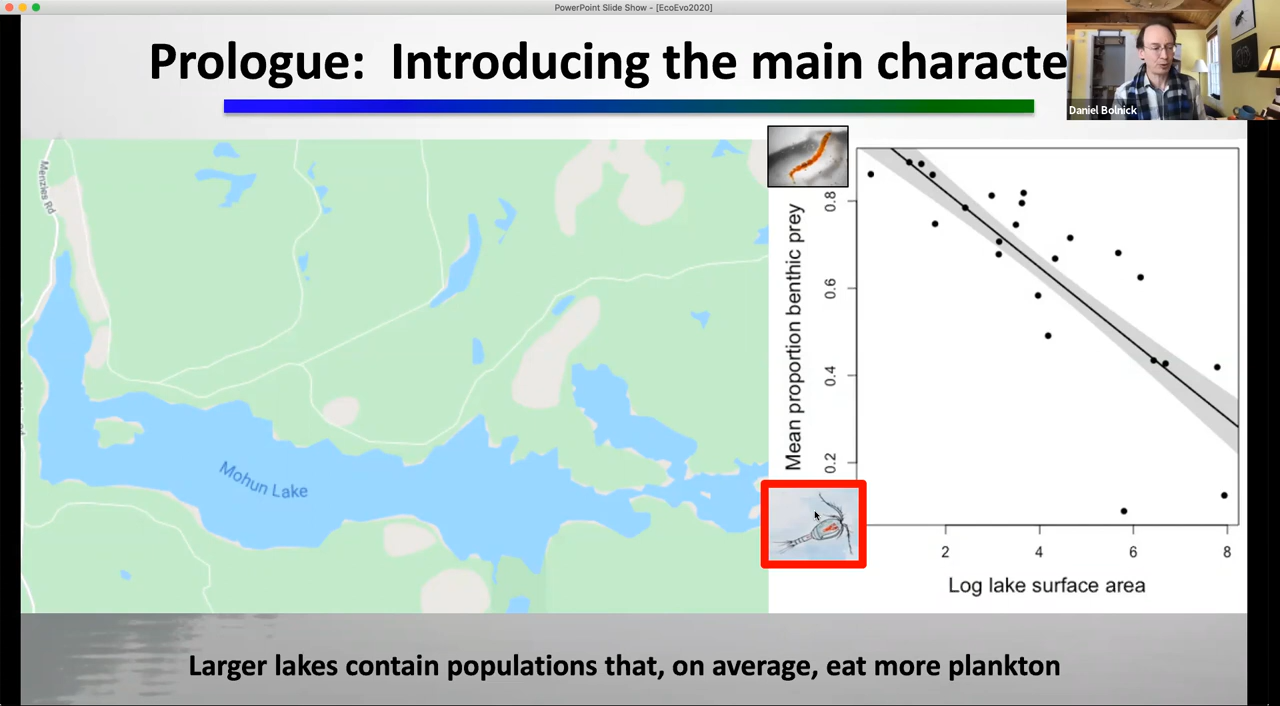 PowerPoint Slide Show - [EcoEvo2020]
Prologue: Introducing the main characte
Daniel Bolnick
Menzies Rd
Mohun Lake
Mean proportion benthic prey
0.8
0.6
0.4
0.2
2 4 6 8
Log lake surface area
Larger lakes contain populations that, on average, eat more plankton